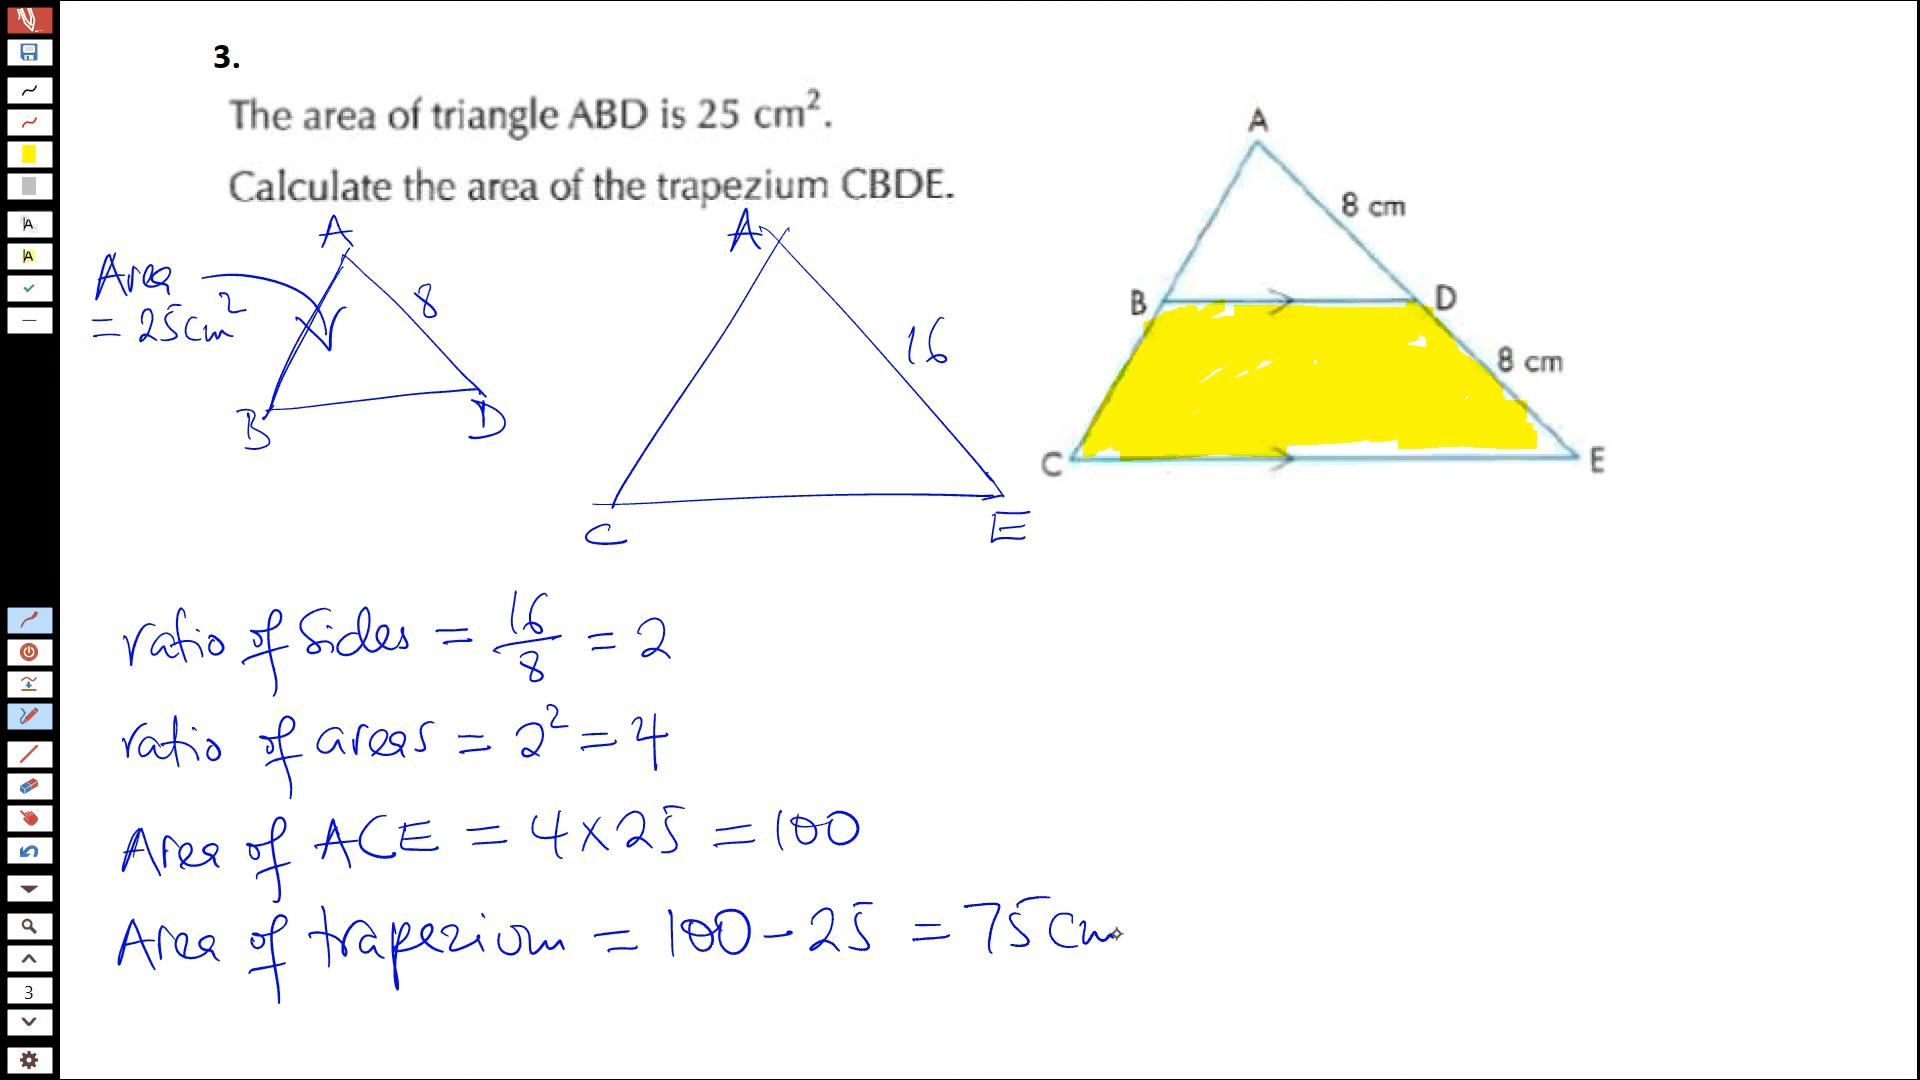 3.
The area of triangle ABD is 25 cm².
Calculate the area of the trapezium CBDE.
A
8 cm
B
D
8 cm
C
E
Area
= 25cm²
A
8
B
D
A
16
C
E
ratio of sides = 16/8 = 2
ratio of areas = 2² = 4
Area of ACE = 4 x 25 = 100
Area of trapezium = 100 - 25 = 75cm
A
A
3